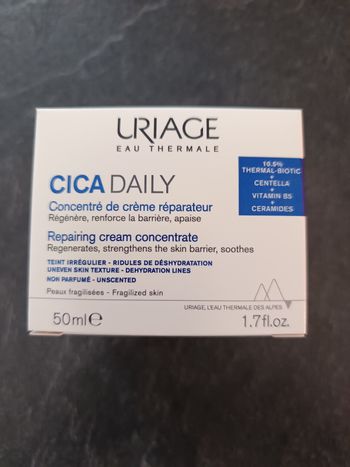 URIAGE
EAU THERMALE
10.5%
THERMAL-BIOTIC
+
CENTELLA
+
VITAMIN B5
+
CERAMIDES
CICA DAILY
Concentré de crème réparateur
Régénère, renforce la barrière, apaise
Repairing cream concentrate
Regenerates, strengthens the skin barrier, soothes
TEINT IRRÉGULIER - RIDULES DE DÉSHYDRATATION
UNEVEN SKIN TEXTURE - DEHYDRATION LINES
NON PARFUMÉ - UNSCENTED
Peaux fragilisées - Fragilized skin
URIAGE, L'EAU THERMALE DES ALPES
50ml℮
1.7fl.oz.